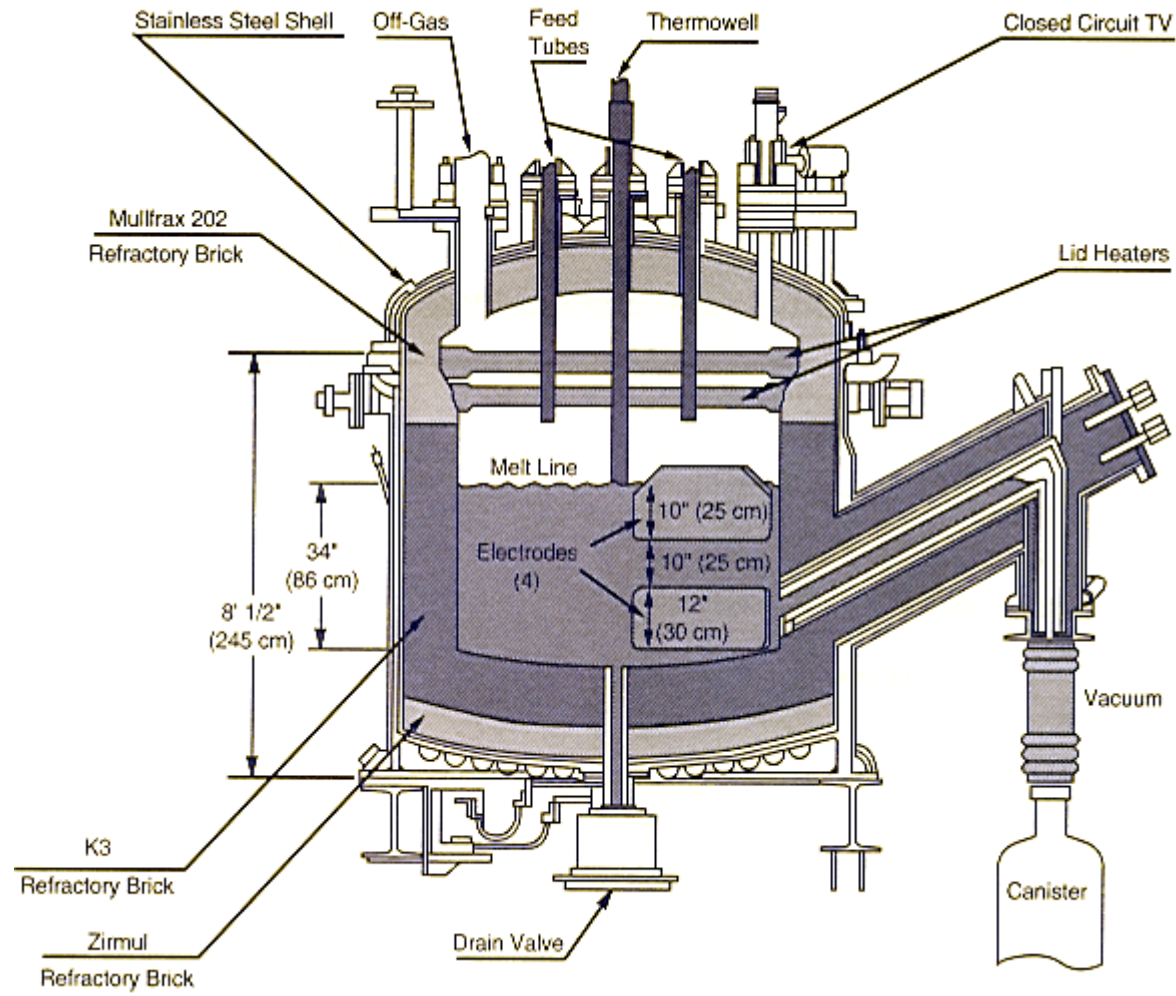 Stainless Steel Shell
Off-Gas
Feed
Tubes
Thermowell
Closed Circuit TV
Mullfrax 202
Refractory Brick
Lid Heaters
Melt Line
10" (25 cm)
34"
(86 cm)
Electrodes
(4)
10" (25 cm)
8' 1/2"
(245 cm)
12"
(30 cm)
Vacuum
K3
Refractory Brick
Canister
Zirmul
Refractory Brick
Drain Valve